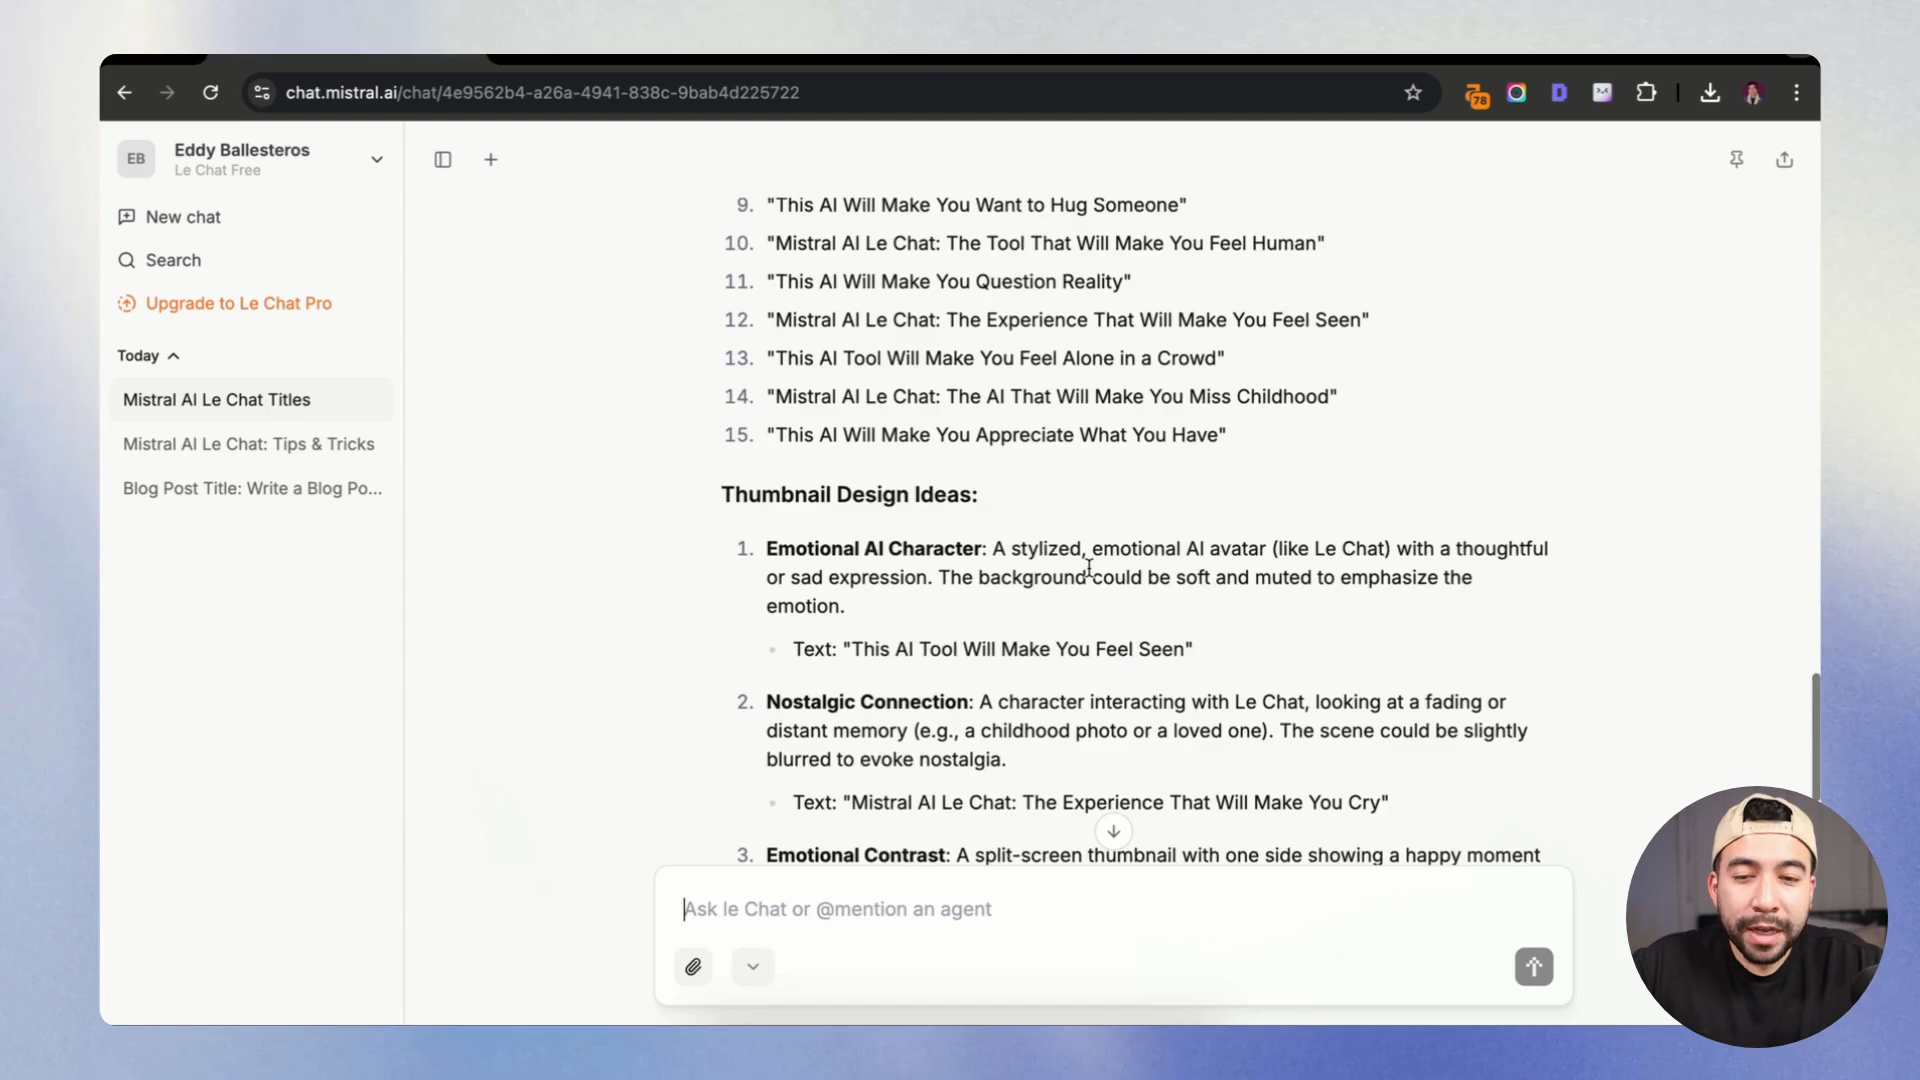 chat.mistral.ai/chat/4e9562b4-a26a-4941-838c-9bab4d225722
78
D
EB
Eddy Ballesteros
Le Chat Free
New chat
Search
Upgrade to Le Chat Pro
Today
Mistral AI Le Chat Titles
Mistral AI Le Chat: Tips & Tricks
Blog Post Title: Write a Blog Po...
9. "This AI Will Make You Want to Hug Someone"
10. "Mistral AI Le Chat: The Tool That Will Make You Feel Human"
11. "This AI Will Make You Question Reality"
12. "Mistral AI Le Chat: The Experience That Will Make You Feel Seen"
13. "This AI Tool Will Make You Feel Alone in a Crowd"
14. "Mistral AI Le Chat: The AI That Will Make You Miss Childhood"
15. "This AI Will Make You Appreciate What You Have"
Thumbnail Design Ideas:
1. Emotional AI Character: A stylized, emotional AI avatar (like Le Chat) with a thoughtful
or sad expression. The background could be soft and muted to emphasize the
emotion.
Text: "This AI Tool Will Make You Feel Seen"
2. Nostalgic Connection: A character interacting with Le Chat, looking at a fading or
distant memory (e.g., a childhood photo or a loved one). The scene could be slightly
blurred to evoke nostalgia.
Text: "Mistral AI Le Chat: The Experience That Will Make You Cry"
3. Emotional Contrast: A split-screen thumbnail with one side showing a happy moment
Ask le Chat or @mention an agent